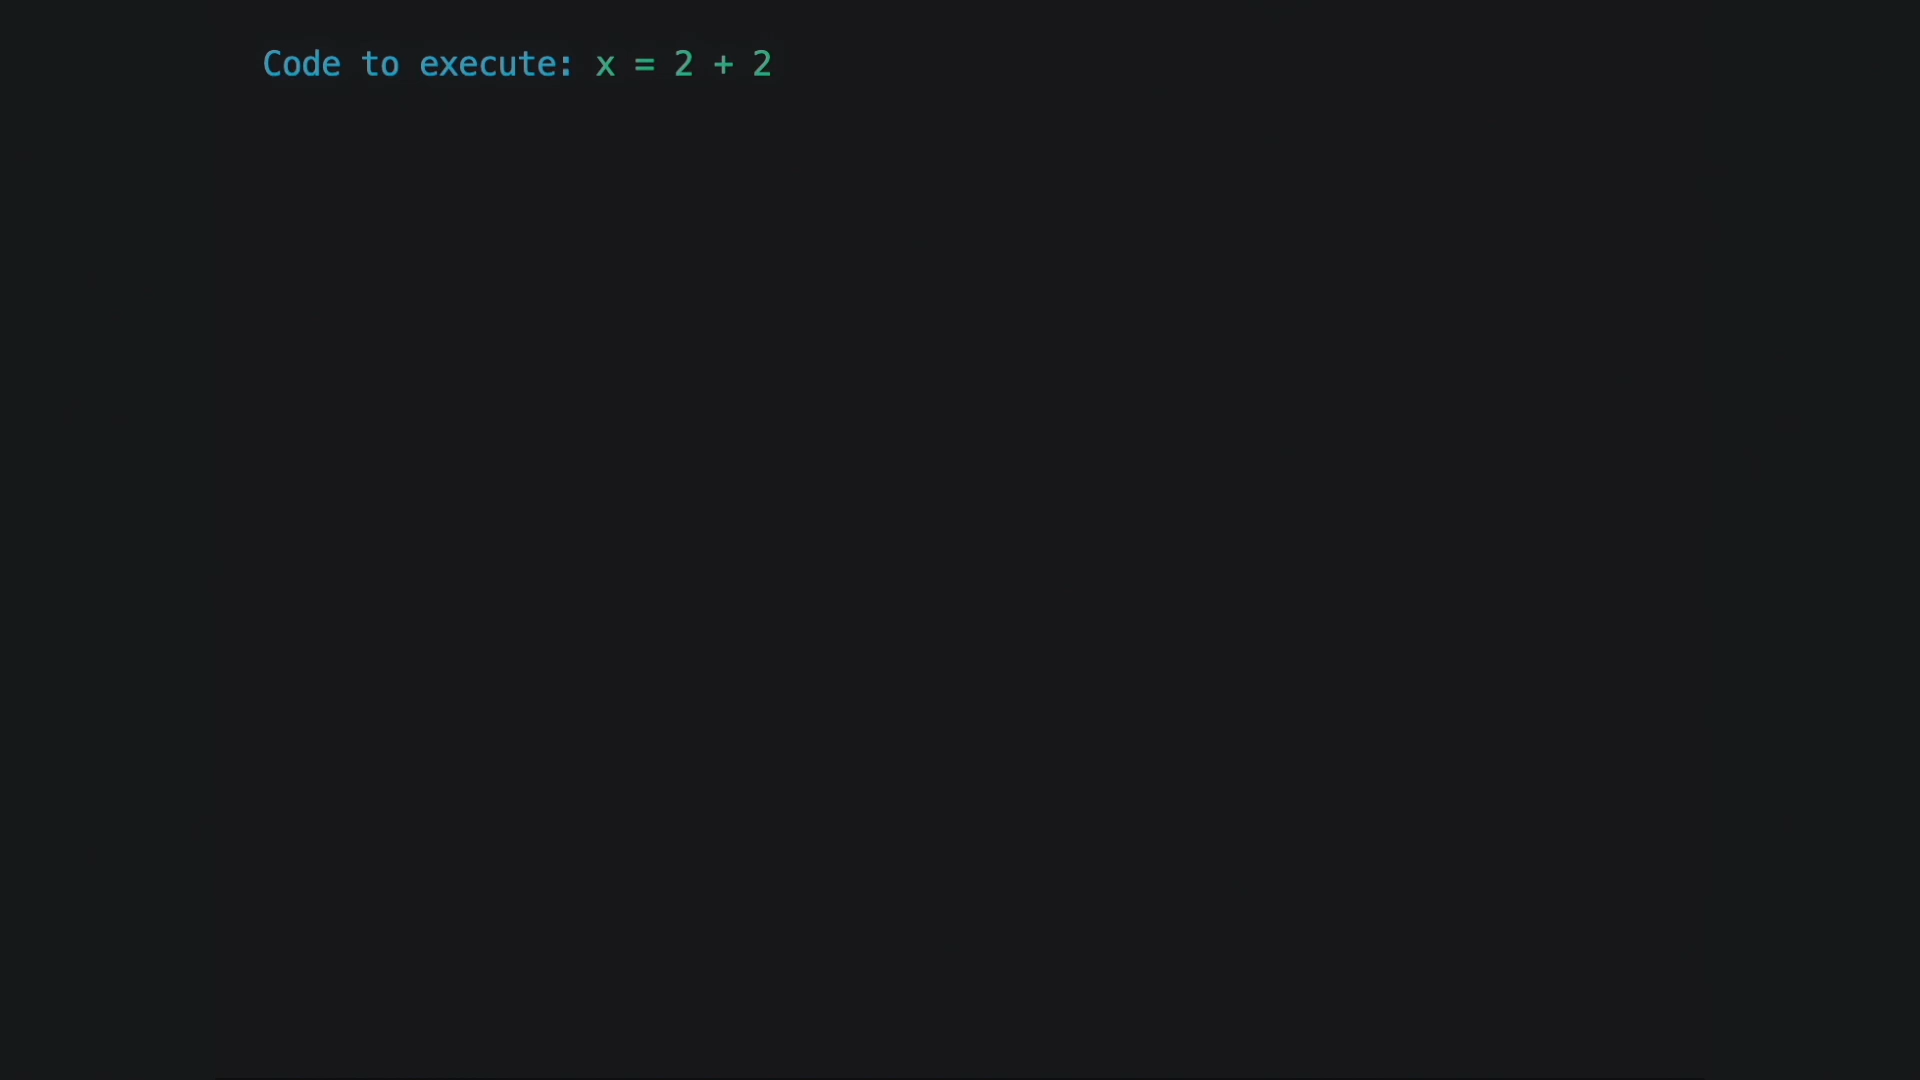 Code to execute: x = 2 + 2